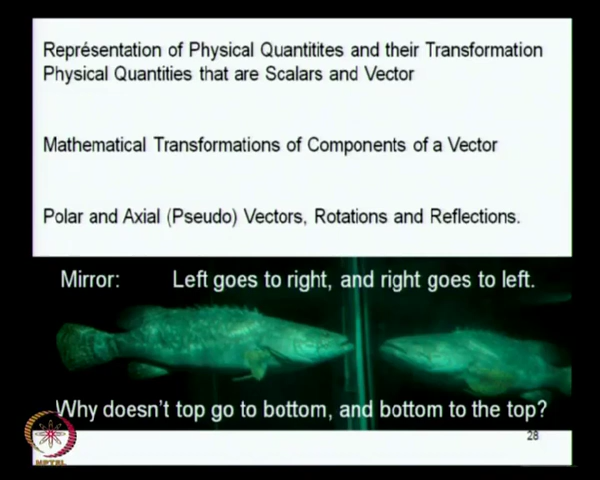 Représentation of Physical Quantitites and their Transformation
Physical Quantities that are Scalars and Vector
Mathematical Transformations of Components of a Vector
Polar and Axial (Pseudo) Vectors, Rotations and Reflections.
Mirror: Left goes to right, and right goes to left.
Why doesn't top go to bottom, and bottom to the top?
28
NPTEL